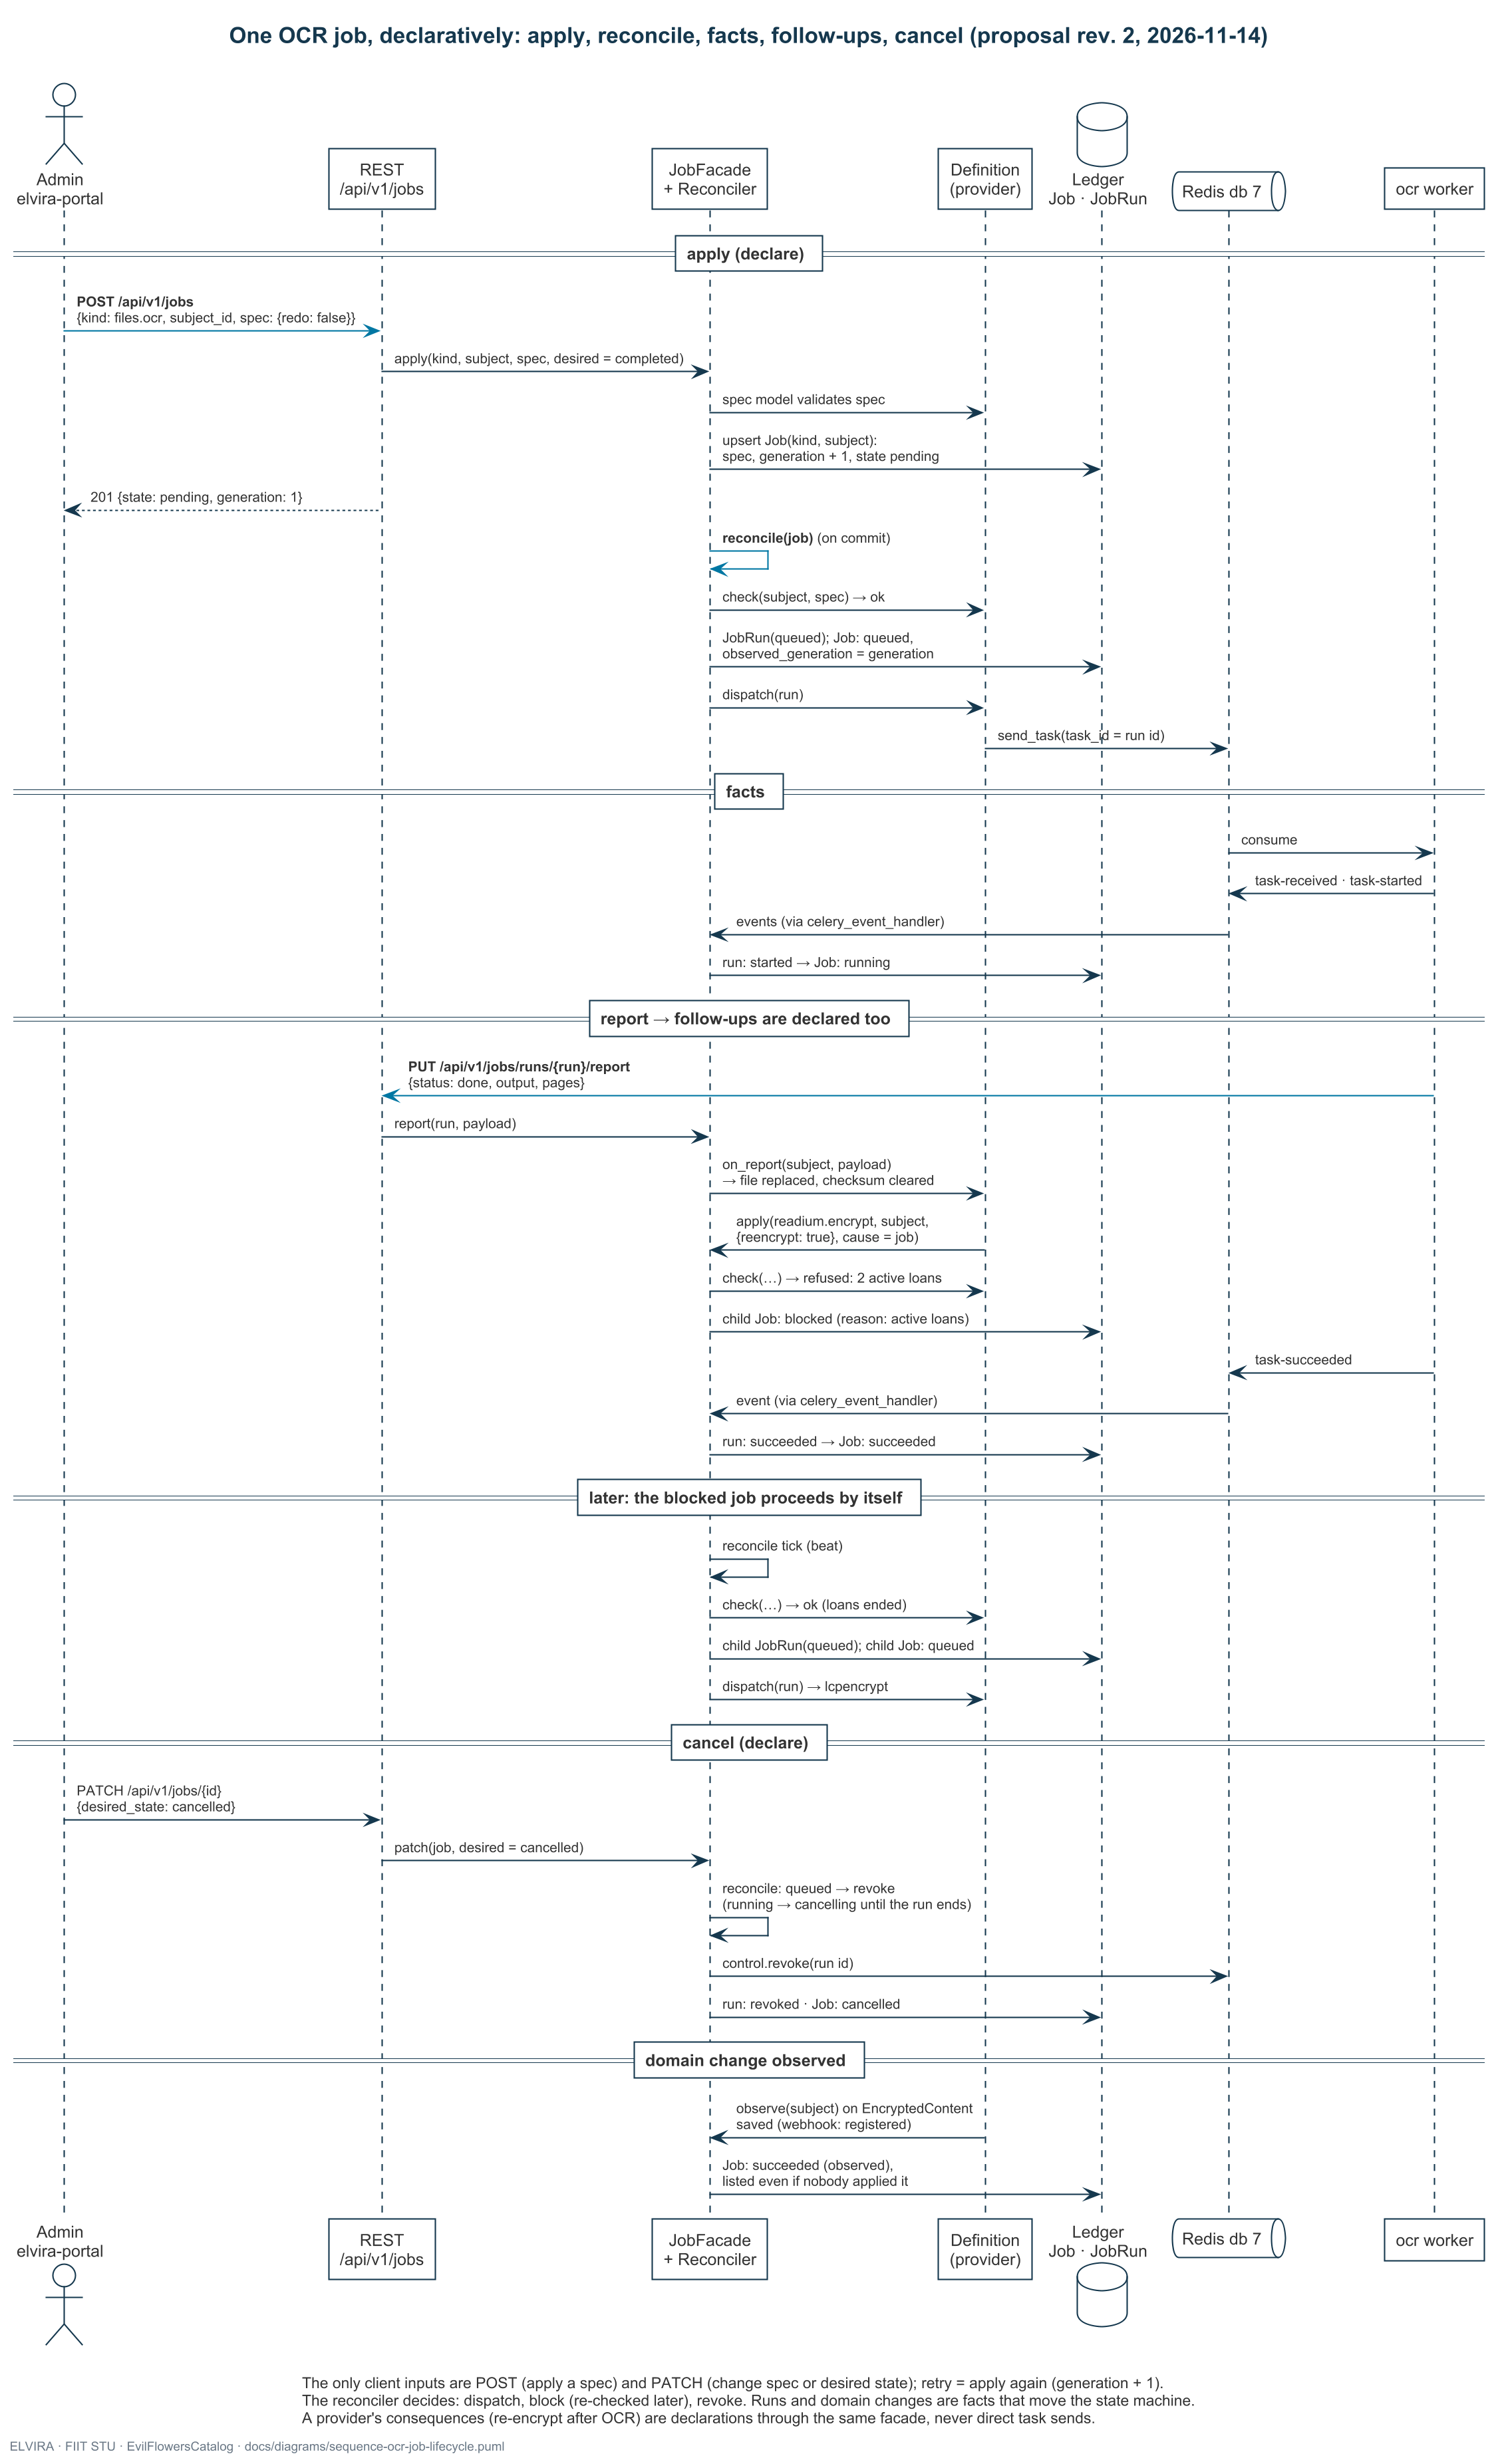 One OCR job, declaratively: apply, reconcile, facts, follow-ups, cancel (proposal rev. 2, 2026-11-14)
Admin
elvira-portal
REST
/api/v1/jobs
JobFacade
+ Reconciler
Definition
(provider)
Ledger
Job · JobRun
Redis db 7
ocr worker
apply (declare)
POST /api/v1/jobs
{kind: files.ocr, subject_id, spec: {redo: false}}
apply(kind, subject, spec, desired = completed)
spec model validates spec
upsert Job(kind, subject):
spec, generation + 1, state pending
201 {state: pending, generation: 1}
reconcile(job) (on commit)
check(subject, spec) → ok
JobRun(queued); Job: queued,
observed_generation = generation
dispatch(run)
send_task(task_id = run id)
facts
consume
task-received · task-started
events (via celery_event_handler)
run: started → Job: running
report → follow-ups are declared too
PUT /api/v1/jobs/runs/{run}/report
{status: done, output, pages}
report(run, payload)
on_report(subject, payload)
→ file replaced, checksum cleared
apply(readium.encrypt, subject,
{reencrypt: true}, cause = job)
check(…) → refused: 2 active loans
child Job: blocked (reason: active loans)
task-succeeded
event (via celery_event_handler)
run: succeeded → Job: succeeded
later: the blocked job proceeds by itself
reconcile tick (beat)
check(…) → ok (loans ended)
child JobRun(queued); child Job: queued
dispatch(run) → lcpencrypt
cancel (declare)
PATCH /api/v1/jobs/{id}
{desired_state: cancelled}
patch(job, desired = cancelled)
reconcile: queued → revoke
(running → cancelling until the run ends)
control.revoke(run id)
run: revoked · Job: cancelled
domain change observed
observe(subject) on EncryptedContent
saved (webhook: registered)
Job: succeeded (observed),
listed even if nobody applied it
Admin
elvira-portal
REST
/api/v1/jobs
JobFacade
+ Reconciler
Definition
(provider)
Ledger
Job · JobRun
Redis db 7
ocr worker
The only client inputs are POST (apply a spec) and PATCH (change spec or desired state); retry = apply again (generation + 1).
The reconciler decides: dispatch, block (re-checked later), revoke. Runs and domain changes are facts that move the state machine.
A provider's consequences (re-encrypt after OCR) are declarations through the same facade, never direct task sends.
ELVIRA · FIIT STU · EvilFlowersCatalog · docs/diagrams/sequence-ocr-job-lifecycle.puml